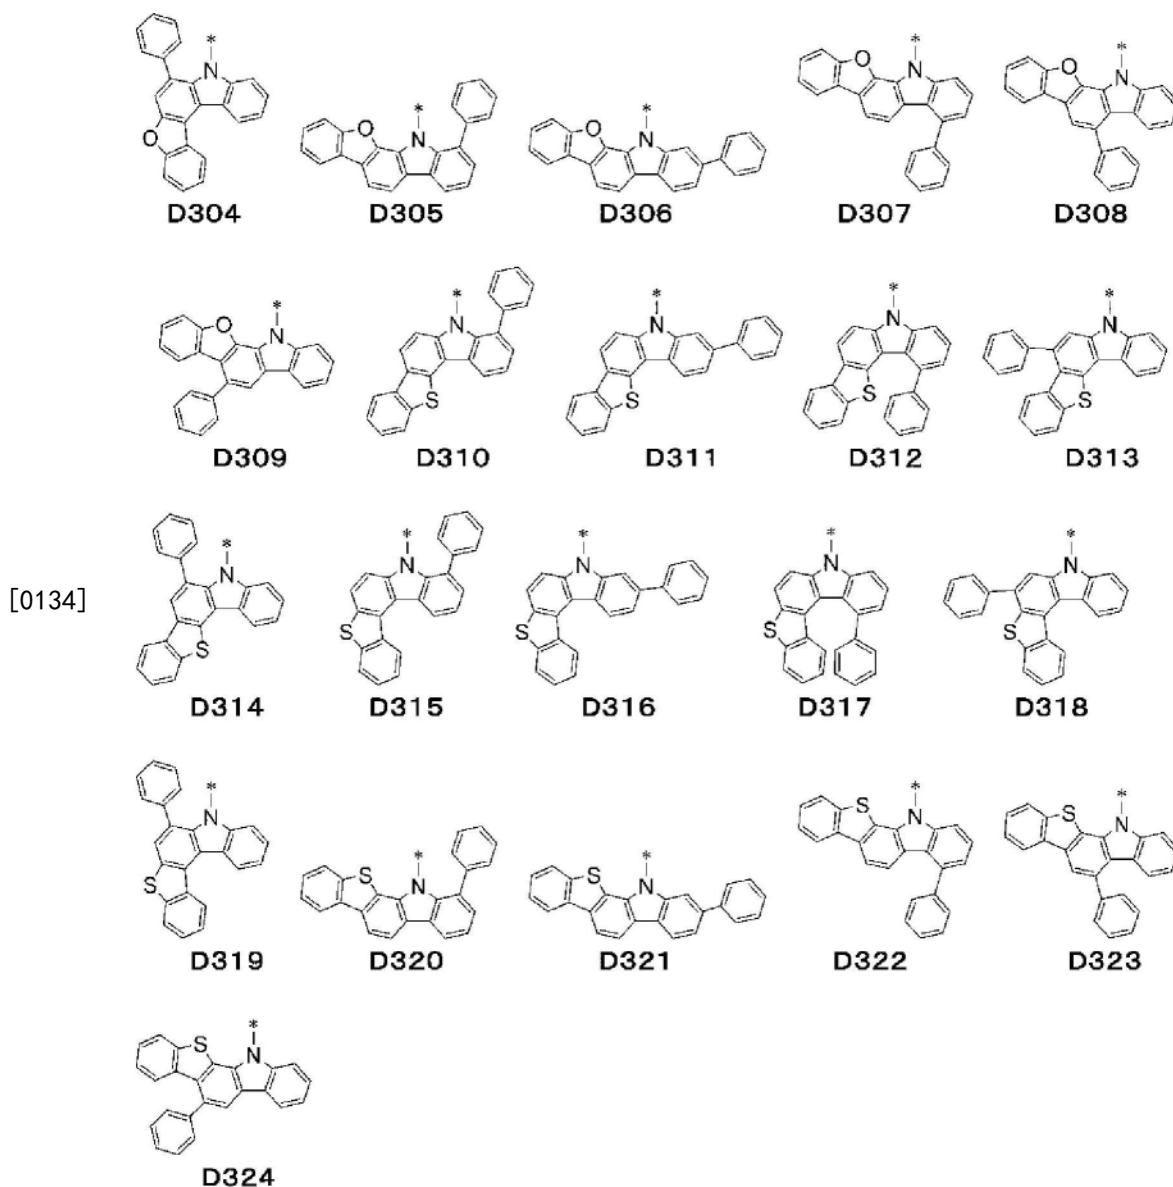 * N O
D304
* O N
D305
* O N
D306
* O N
D307
* O N
D308
* O N
D309
* N S
D310
* N S
D311
* N S
D312
* N S
D313
[0134]
* N S
D314
* N S
D315
* N S
D316
* N S
D317
* N S
D318
* N S
D319
* S N
D320
* S N
D321
* S N
D322
* S N
D323
* S N
D324